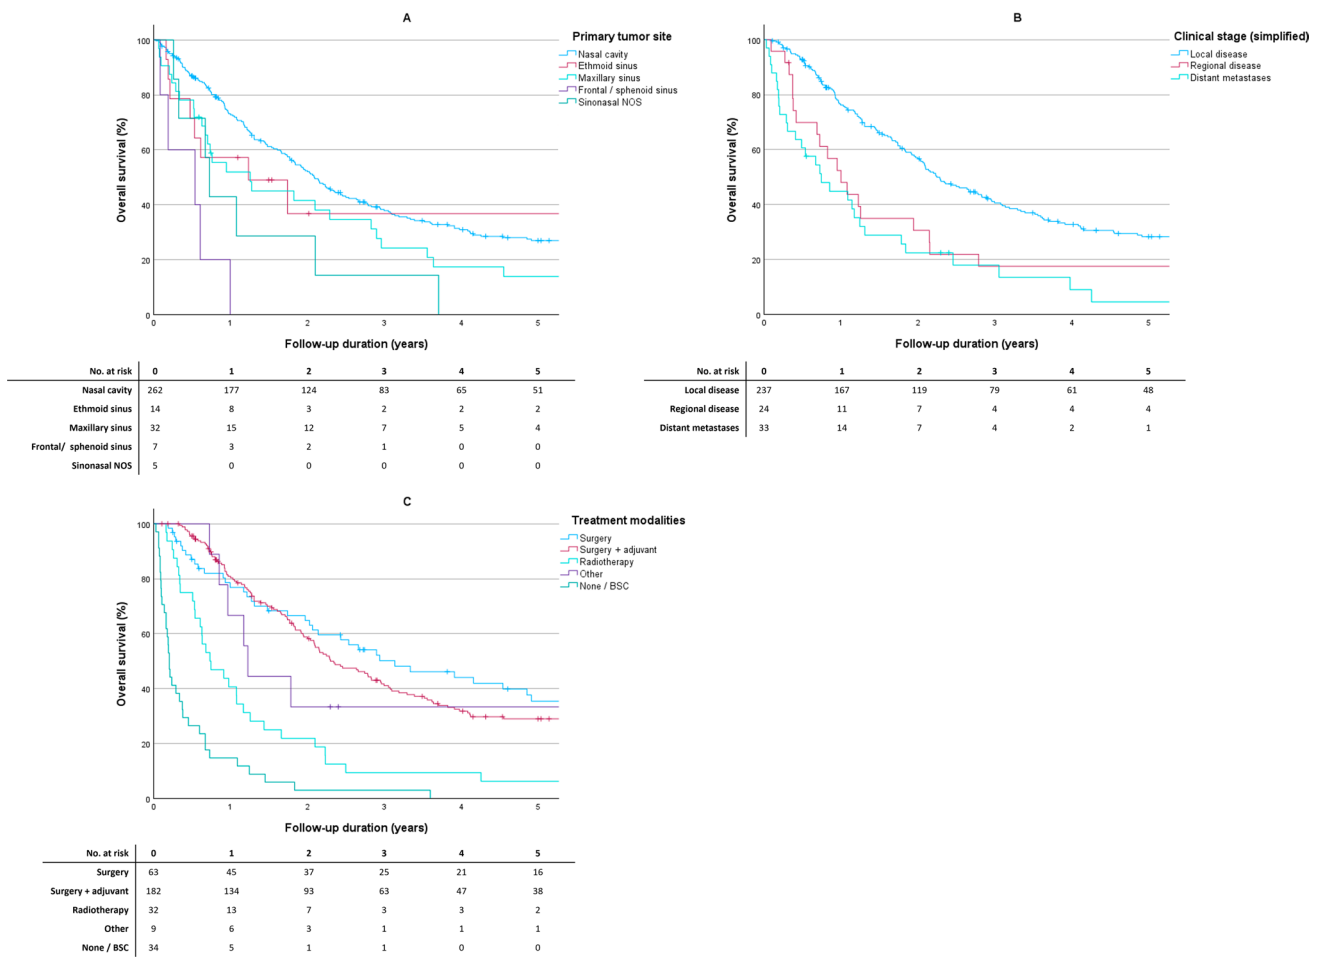 A
Primary tumor site
Nasal cavity
Ethmoid sinus
Maxillary sinus
Frontal / sphenoid sinus
Sinonasal NOS
Overall survival (%)
100
80
60
40
20
0
0 1 2 3 4 5
Follow-up duration (years)
No. at risk 0 1 2 3 4 5
Nasal cavity 262 177 124 83 65 51
Ethmoid sinus 14 8 3 2 2 2
Maxillary sinus 32 15 12 7 5 4
Frontal/ sphenoid sinus 7 3 2 1 0 0
Sinonasal NOS 5 0 0 0 0 0
B
Clinical stage (simplified)
Local disease
Regional disease
Distant metastases
Overall survival (%)
100
80
60
40
20
0
0 1 2 3 4 5
Follow-up duration (years)
No. at risk 0 1 2 3 4 5
Local disease 237 167 119 79 61 48
Regional disease 24 11 7 4 4 4
Distant metastases 33 14 7 4 2 1
C
Treatment modalities
Surgery
Surgery + adjuvant
Radiotherapy
Other
None / BSC
Overall survival (%)
100
80
60
40
20
0
0 1 2 3 4 5
Follow-up duration (years)
No. at risk 0 1 2 3 4 5
Surgery 63 45 37 25 21 16
Surgery + adjuvant 182 134 93 63 47 38
Radiotherapy 32 13 7 3 3 2
Other 9 6 3 1 1 1
None / BSC 34 5 1 1 0 0